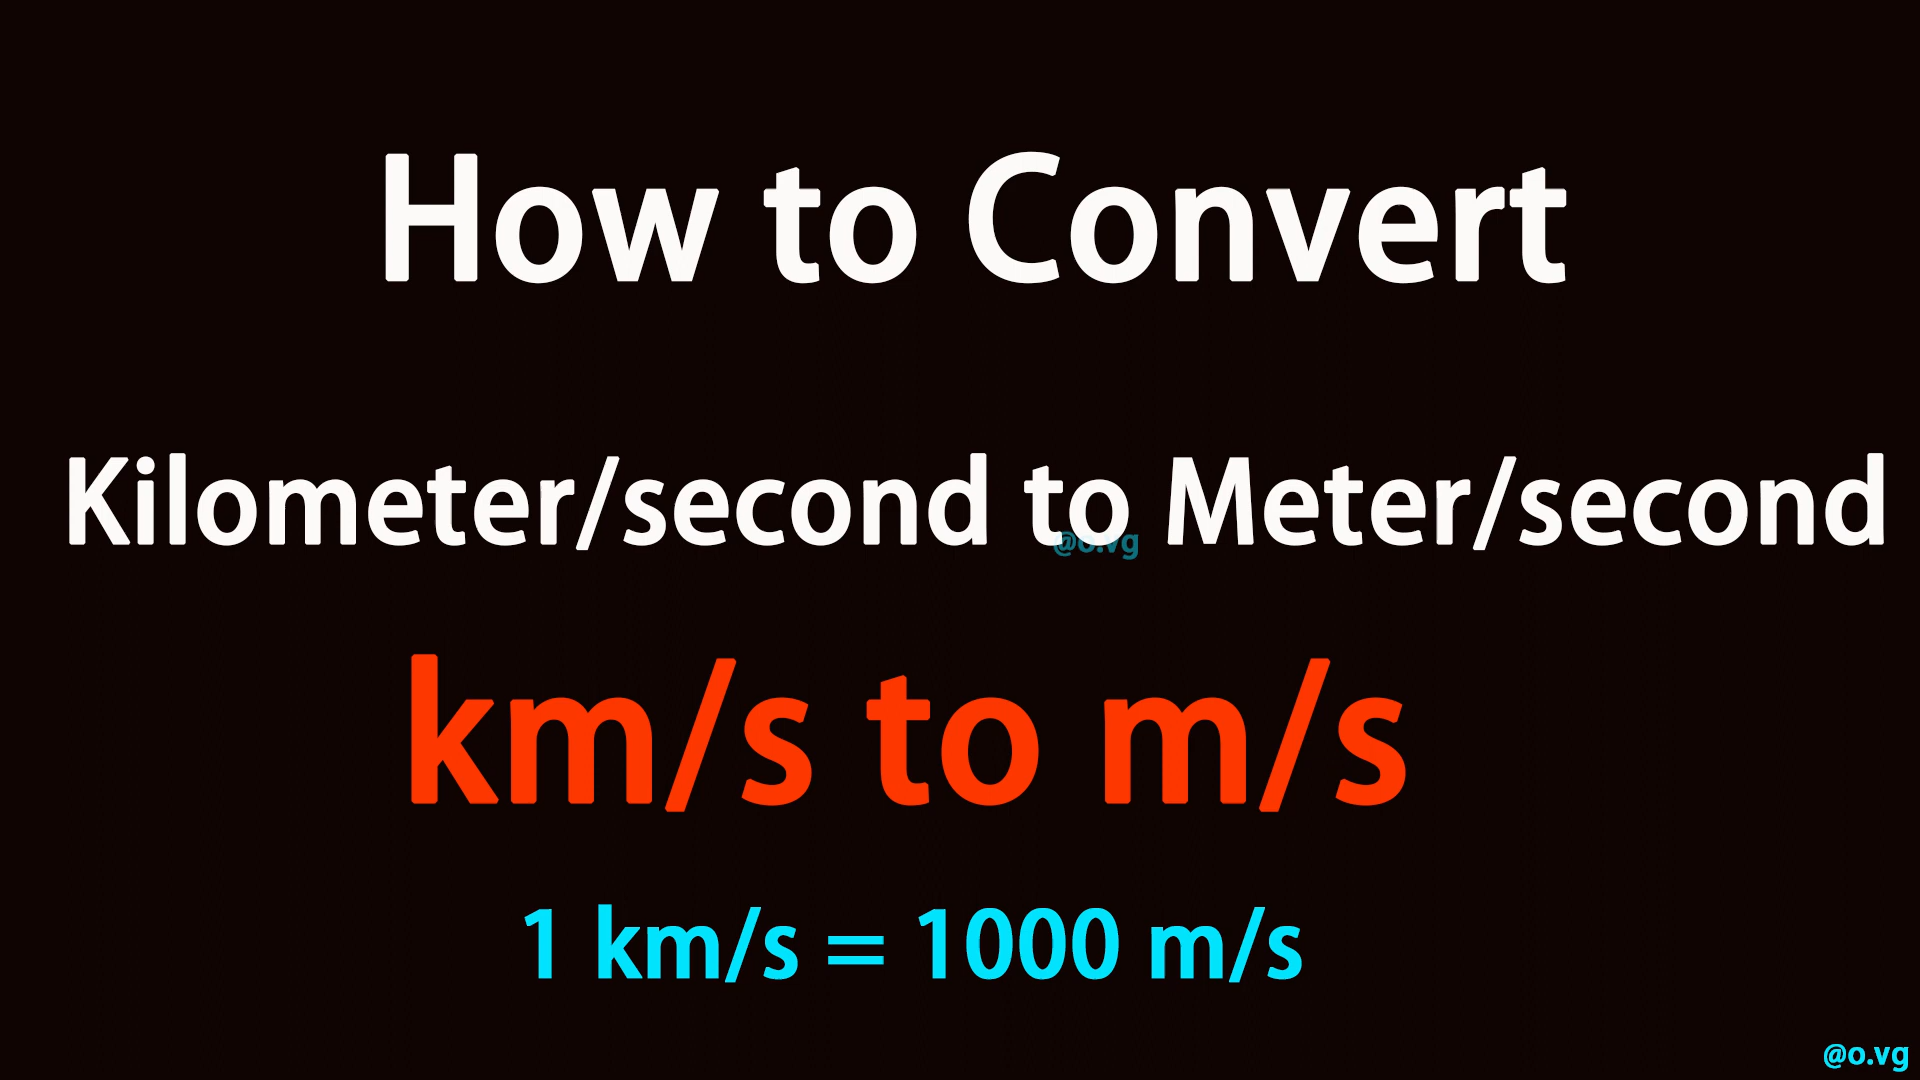 How to Convert
Kilometer/second to Meter/second
@o.vg
km/s to m/s
1 km/s = 1000 m/s
@o.vg